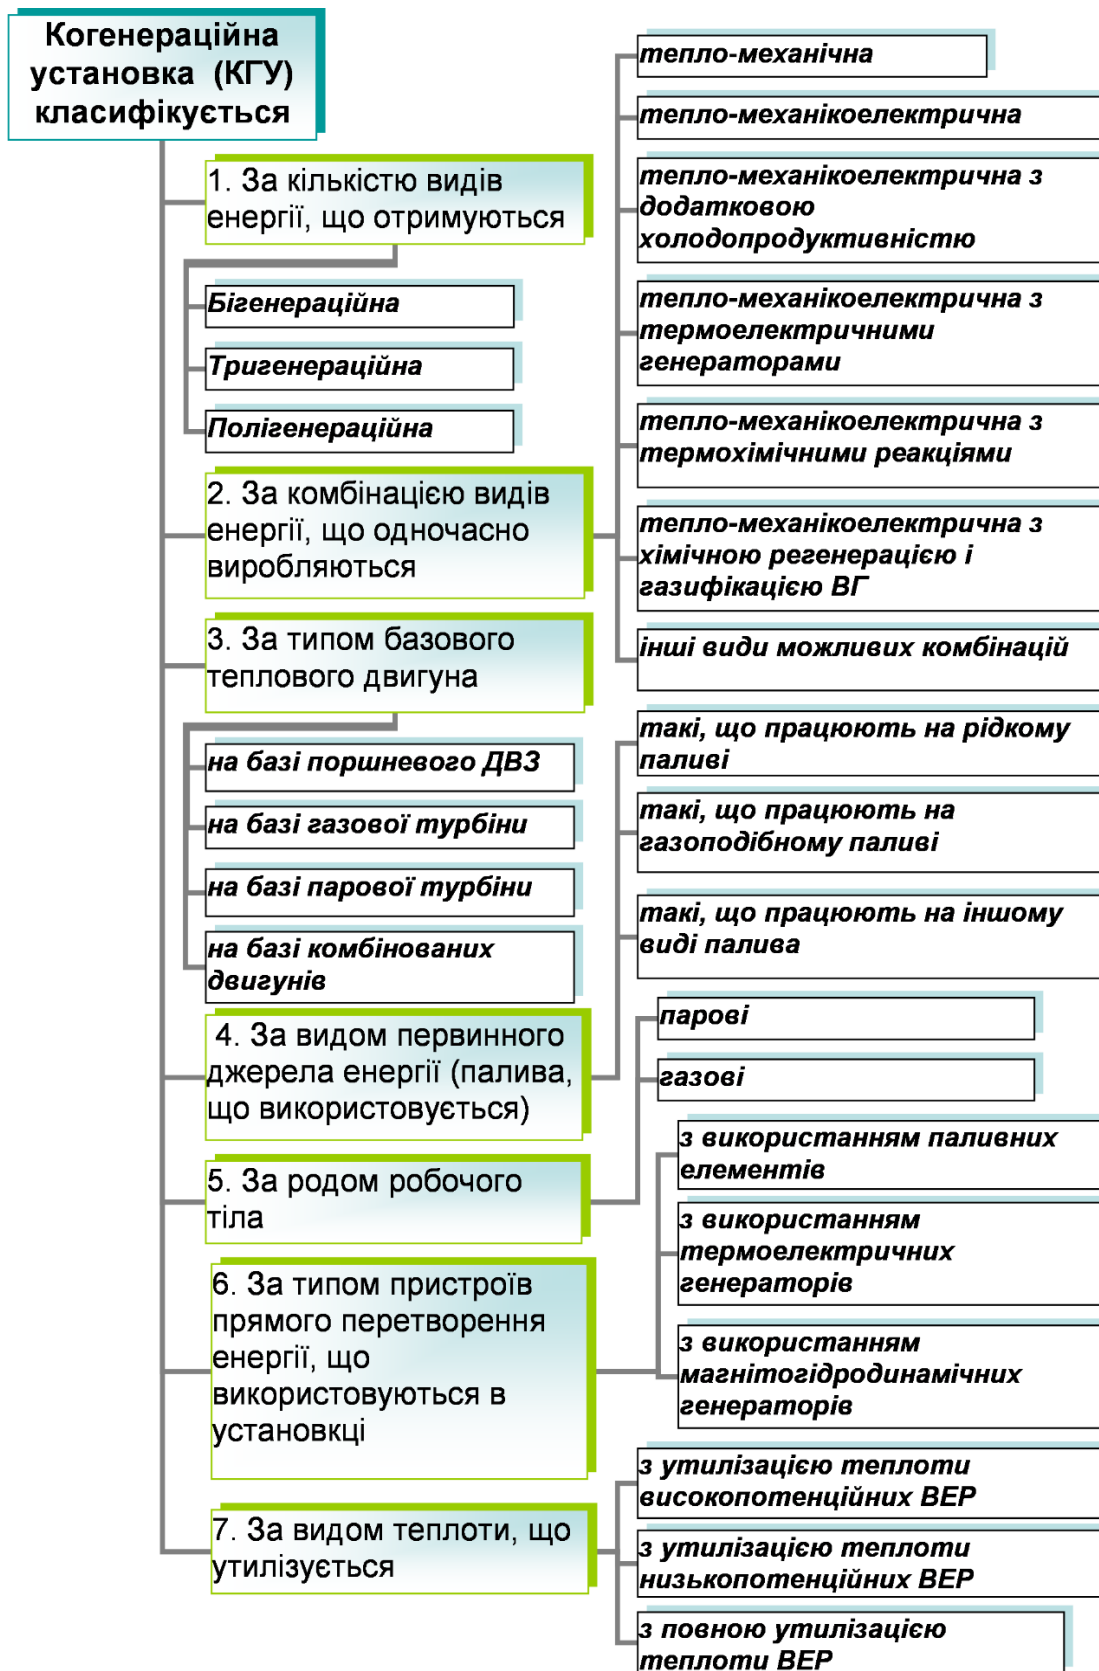 Когенераційна
установка (КГУ)
класифікується
1. За кількістю видів
енергії, що отримуються
Бігенераційна
Тригенераційна
Полігенераційна
2. За комбінацією видів
енергії, що одночасно
виробляються
тепло-механічна
тепло-механікоелектрична
тепло-механікоелектрична з
додатковою
холодопродуктивністю
тепло-механікоелектрична з
термоелектричними
генераторами
тепло-механікоелектрична з
термохімічними реакціями
тепло-механікоелектрична з
хімічною регенерацією і
газифікацією ВГ
інші види можливих комбінацій
3. За типом базового
теплового двигуна
на базі поршневого ДВЗ
на базі газової турбіни
на базі парової турбіни
на базі комбінованих
двигунів
4. За видом первинного
джерела енергії (палива,
що використовується)
такі, що працюють на рідкому
паливі
такі, що працюють на
газоподібному паливі
такі, що працюють на іншому
виді палива
5. За родом робочого
тіла
парові
газові
6. За типом пристроїв
прямого перетворення
енергії, що
використовуються в
установкці
з використанням паливних
елементів
з використанням
термоелектричних
генераторів
з використанням
магнітогідродинамічних
генераторів
7. За видом теплоти, що
утилізується
з утилізацією теплоти
високопотенційних ВЕР
з утилізацією теплоти
низькопотенційних ВЕР
з повною утилізацією
теплоти ВЕР